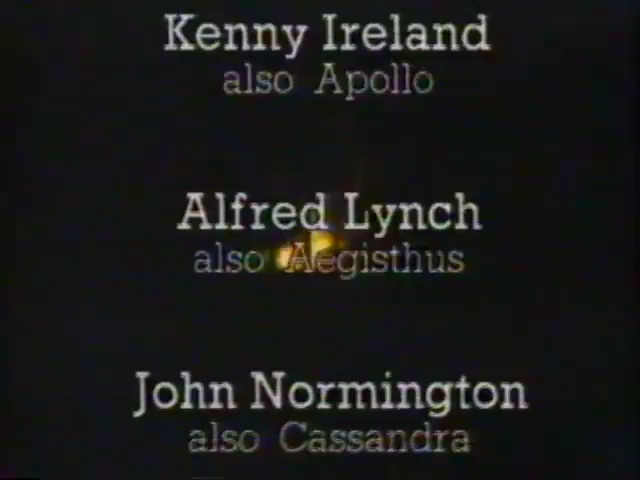 Kenny Ireland
also Apollo
Alfred Lynch
also Aegisthus
John Normington
also Cassandra